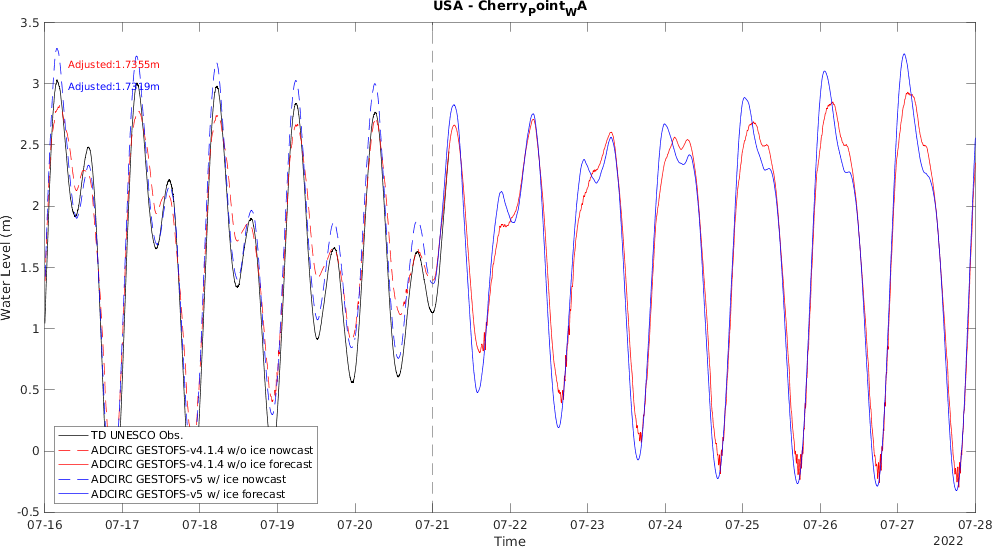 USA - CherryPointWA
Adjusted:1.7355m
Adjusted:1.7319m
Water Level (m)
3.5
3
2.5
2
1.5
1
0.5
0
-0.5
TD UNESCO Obs.
ADCIRC GESTOFS-v4.1.4 w/o ice nowcast
ADCIRC GESTOFS-v4.1.4 w/o ice forecast
ADCIRC GESTOFS-v5 w/ ice nowcast
ADCIRC GESTOFS-v5 w/ ice forecast
07-16 07-17 07-18 07-19 07-20 07-21 07-22 07-23 07-24 07-25 07-26 07-27 07-28
Time
2022